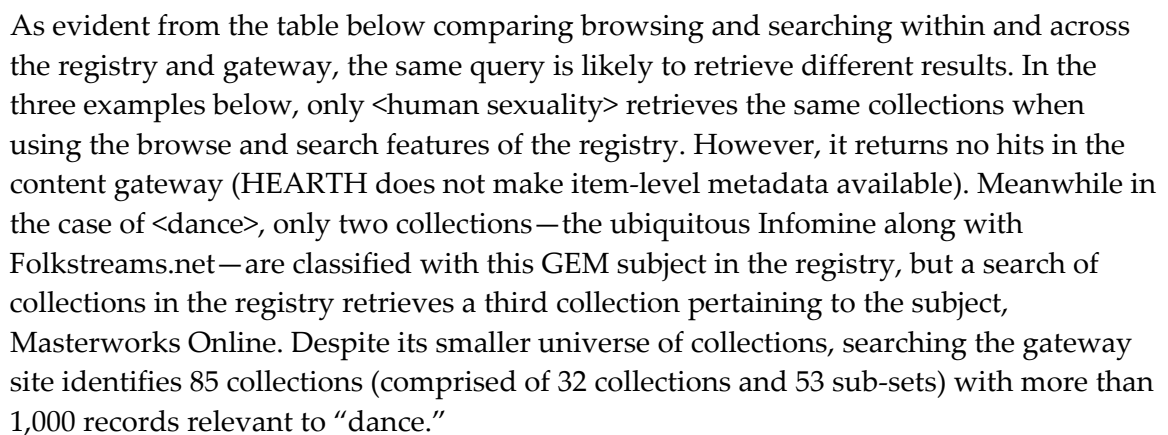 As evident from the table below comparing browsing and searching within and across
the registry and gateway, the same query is likely to retrieve different results. In the
three examples below, only <human sexuality> retrieves the same collections when
using the browse and search features of the registry. However, it returns no hits in the
content gateway (HEARTH does not make item-level metadata available). Meanwhile in
the case of <dance>, only two collections—the ubiquitous Infomine along with
Folkstreams.net—are classified with this GEM subject in the registry, but a search of
collections in the registry retrieves a third collection pertaining to the subject,
Masterworks Online. Despite its smaller universe of collections, searching the gateway
site identifies 85 collections (comprised of 32 collections and 53 sub-sets) with more than
1,000 records relevant to “dance.”